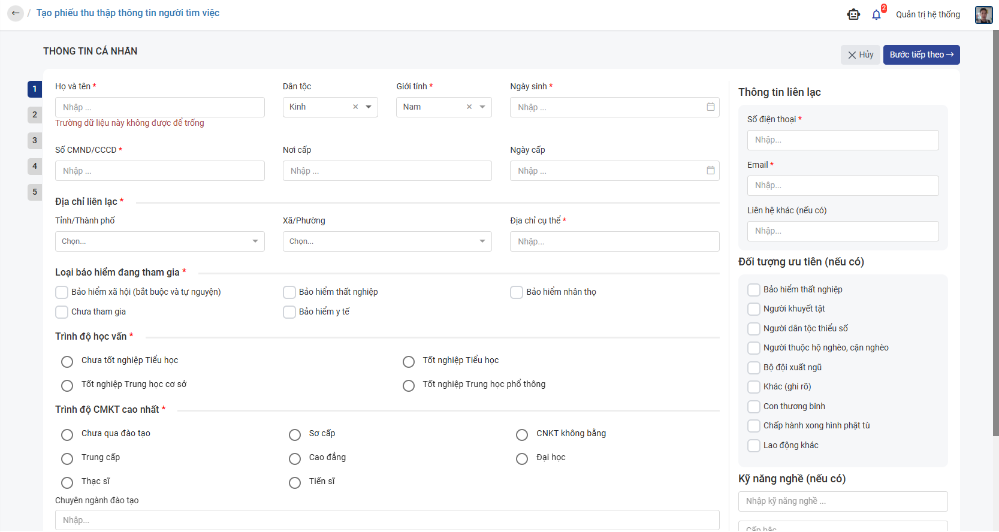 ← / Tạo phiếu thu thập thông tin người tìm việc
2
Quản trị hệ thống
THÔNG TIN CÁ NHÂN
Hủy
Bước tiếp theo →
1
2
3
4
5
Họ và tên *
Nhập ...
Trường dữ liệu này không được để trống
Dân tộc
Kinh
Giới tính *
Nam
Ngày sinh *
Nhập ...
Số CMND/CCCD *
Nhập ...
Nơi cấp
Nhập ...
Ngày cấp
Nhập ...
Địa chỉ liên lạc *
Tỉnh/Thành phố
Chọn...
Xã/Phường
Chọn...
Địa chỉ cụ thể *
Nhập...
Loại bảo hiểm đang tham gia *
Bảo hiểm xã hội (bắt buộc và tự nguyện)
Bảo hiểm thất nghiệp
Bảo hiểm nhân thọ
Chưa tham gia
Bảo hiểm y tế
Trình độ học vấn *
Chưa tốt nghiệp Tiểu học
Tốt nghiệp Tiểu học
Tốt nghiệp Trung học cơ sở
Tốt nghiệp Trung học phổ thông
Trình độ CMKT cao nhất *
Chưa qua đào tạo
Sơ cấp
CNKT không bằng
Trung cấp
Cao đẳng
Đại học
Thạc sĩ
Tiến sĩ
Chuyên ngành đào tạo
Nhập...
Thông tin liên lạc
Số điện thoại *
Nhập...
Email *
Nhập...
Liên hệ khác (nếu có)
Nhập...
Đối tượng ưu tiên (nếu có)
Bảo hiểm thất nghiệp
Người khuyết tật
Người dân tộc thiểu số
Người thuộc hộ nghèo, cận nghèo
Bộ đội xuất ngũ
Khác (ghi rõ)
Con thương binh
Chấp hành xong hình phật tù
Lao động khác
Kỹ năng nghề (nếu có)
Nhập kỹ năng nghề ...
Cấp bậc